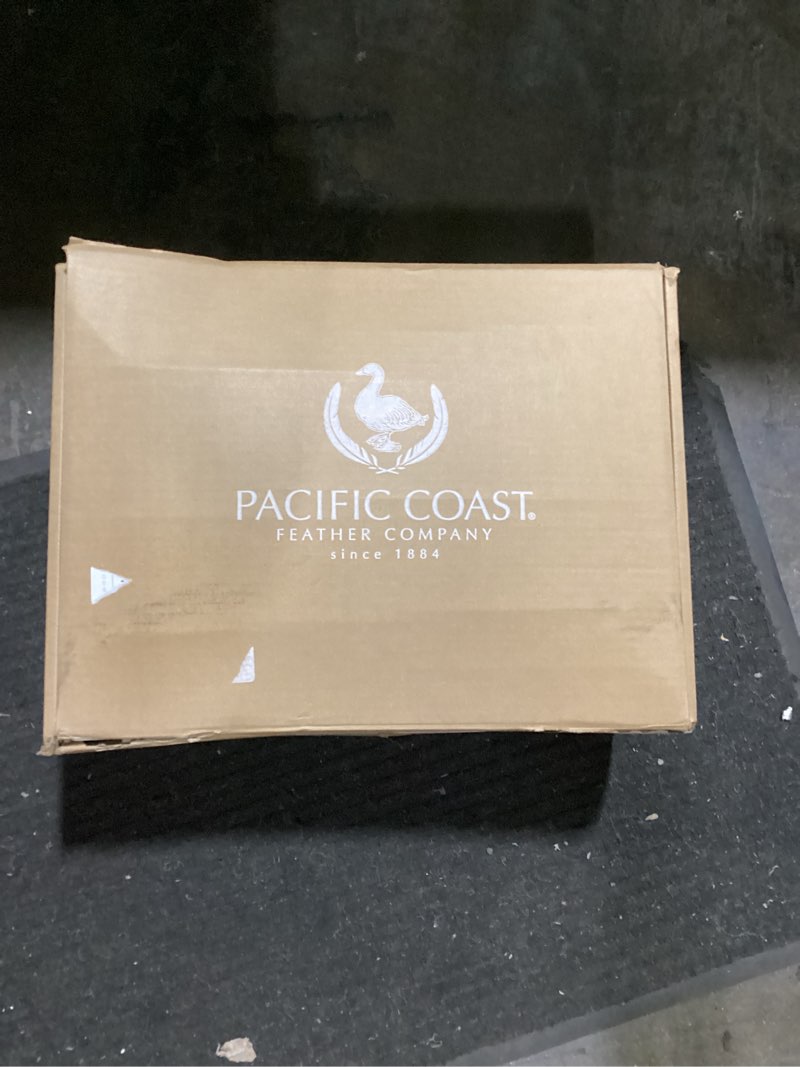 PACIFIC COAST®
FEATHER COMPANY
since 1884